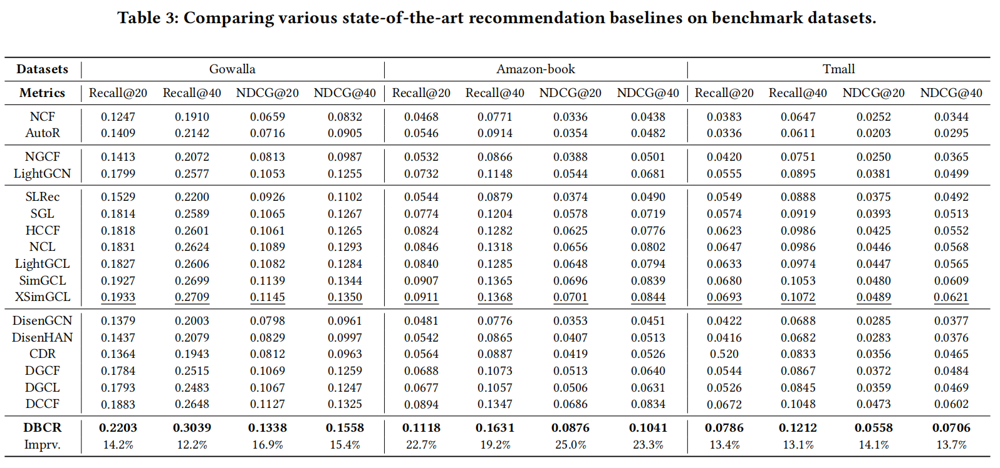 Table 3: Comparing various state-of-the-art recommendation baselines on benchmark datasets.
Datasets Gowalla Amazon-book Tmall
Metrics Recall@20 Recall@40 NDCG@20 NDCG@40 Recall@20 Recall@40 NDCG@20 NDCG@40 Recall@20 Recall@40 NDCG@20 NDCG@40
NCF 0.1247 0.1910 0.0659 0.0832 0.0468 0.0771 0.0336 0.0438 0.0383 0.0647 0.0252 0.0344
AutoR 0.1409 0.2142 0.0716 0.0905 0.0546 0.0914 0.0354 0.0482 0.0336 0.0611 0.0203 0.0295
NGCF 0.1413 0.2072 0.0813 0.0987 0.0532 0.0866 0.0388 0.0501 0.0420 0.0751 0.0250 0.0365
LightGCN 0.1799 0.2577 0.1053 0.1255 0.0732 0.1148 0.0544 0.0681 0.0555 0.0895 0.0381 0.0499
SLRec 0.1529 0.2200 0.0926 0.1102 0.0544 0.0879 0.0374 0.0490 0.0549 0.0888 0.0375 0.0492
SGL 0.1814 0.2589 0.1065 0.1267 0.0774 0.1204 0.0578 0.0719 0.0574 0.0919 0.0393 0.0513
HCCF 0.1818 0.2601 0.1061 0.1265 0.0824 0.1282 0.0625 0.0776 0.0623 0.0986 0.0425 0.0552
NCL 0.1831 0.2624 0.1089 0.1293 0.0846 0.1318 0.0656 0.0802 0.0647 0.0986 0.0446 0.0568
LightGCL 0.1827 0.2606 0.1082 0.1284 0.0840 0.1285 0.0648 0.0794 0.0633 0.0974 0.0447 0.0565
SimGCL 0.1927 0.2699 0.1139 0.1344 0.0907 0.1365 0.0696 0.0839 0.0680 0.1053 0.0480 0.0609
XSimGCL 0.1933 0.2709 0.1145 0.1350 0.0911 0.1368 0.0701 0.0844 0.0693 0.1072 0.0489 0.0621
DisenGCN 0.1379 0.2003 0.0798 0.0961 0.0481 0.0776 0.0353 0.0451 0.0422 0.0688 0.0285 0.0377
DisenHAN 0.1437 0.2079 0.0829 0.0997 0.0542 0.0865 0.0407 0.0513 0.0416 0.0682 0.0283 0.0376
CDR 0.1364 0.1943 0.0812 0.0963 0.0564 0.0887 0.0419 0.0526 0.520 0.0833 0.0356 0.0465
DGCF 0.1784 0.2515 0.1069 0.1259 0.0688 0.1073 0.0513 0.0640 0.0544 0.0867 0.0372 0.0484
DGCL 0.1793 0.2483 0.1067 0.1247 0.0677 0.1057 0.0506 0.0631 0.0526 0.0845 0.0359 0.0469
DCCF 0.1883 0.2648 0.1127 0.1325 0.0894 0.1347 0.0686 0.0834 0.0672 0.1048 0.0473 0.0602
DBCR 0.2203 0.3039 0.1338 0.1558 0.1118 0.1631 0.0876 0.1041 0.0786 0.1212 0.0558 0.0706
Imprv. 14.2% 12.2% 16.9% 15.4% 22.7% 19.2% 25.0% 23.3% 13.4% 13.1% 14.1% 13.7%